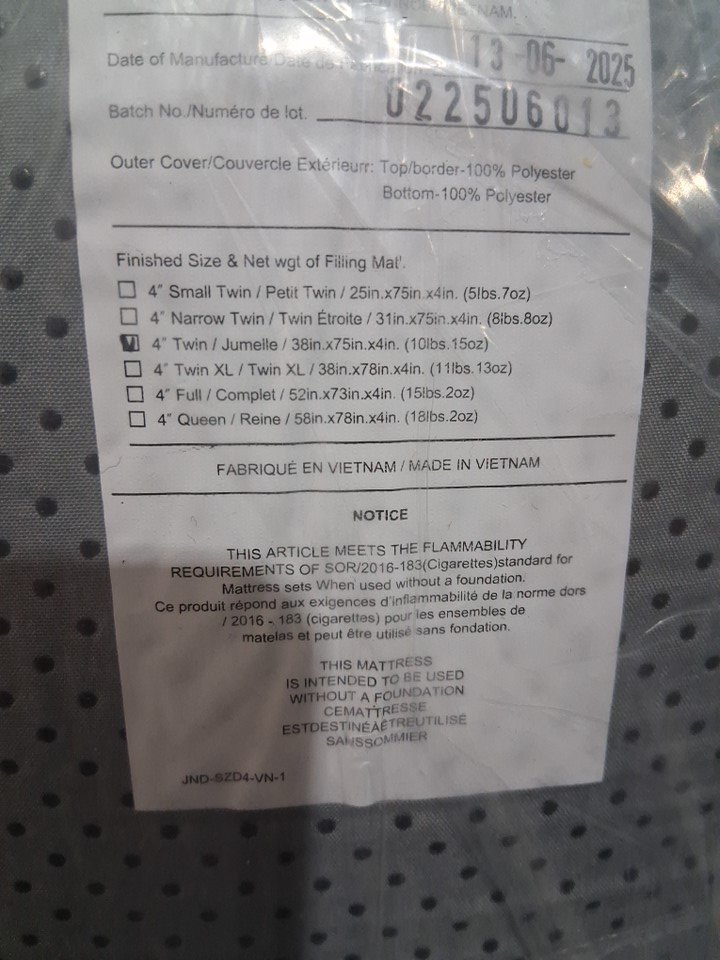 VIETNAM.
Date of Manufacture Date de 13-06-2025
Batch No./Numéro de lot. 022506013
Outer Cover/Couvercle Extérieurr: Top/border-100% Polyester
Bottom-100% Polyester
Finished Size & Net wgt of Filling Mat'.
4″ Small Twin / Petit Twin / 25in.x75in.x4in. (5lbs.7oz)
4″ Narrow Twin / Twin Étroite / 31in.x75in.x4in. (8lbs.8oz)
4″ Twin / Jumelle / 38in.x75in.x4in. (10lbs.15oz)
4″ Twin XL / Twin XL / 38in.x78in.x4in. (11lbs.13oz)
4″ Full / Complet / 52in.x73in.x4in. (15lbs.2oz)
4″ Queen / Reine / 58in.x78in.x4in. (18lbs.2oz)
FABRIQUÉ EN VIETNAM / MADE IN VIETNAM
NOTICE
THIS ARTICLE MEETS THE FLAMMABILITY
REQUIREMENTS OF SOR/2016-183(Cigarettes)standard for
Mattress sets When used without a foundation.
Ce produit répond aux exigences d'inflammabilité de la norme dors
/ 2016 - 183 (cigarettes) pour les ensembles de
matelas et peut être utilisé sans fondation.
THIS MATTRESS
IS INTENDED TO BE USED
WITHOUT A FOUNDATION
CEMATTRESSE
ESTDESTINÉÀÊTREUTILISÉ
SANSSOMMIER
JND-SZD4-VN-1